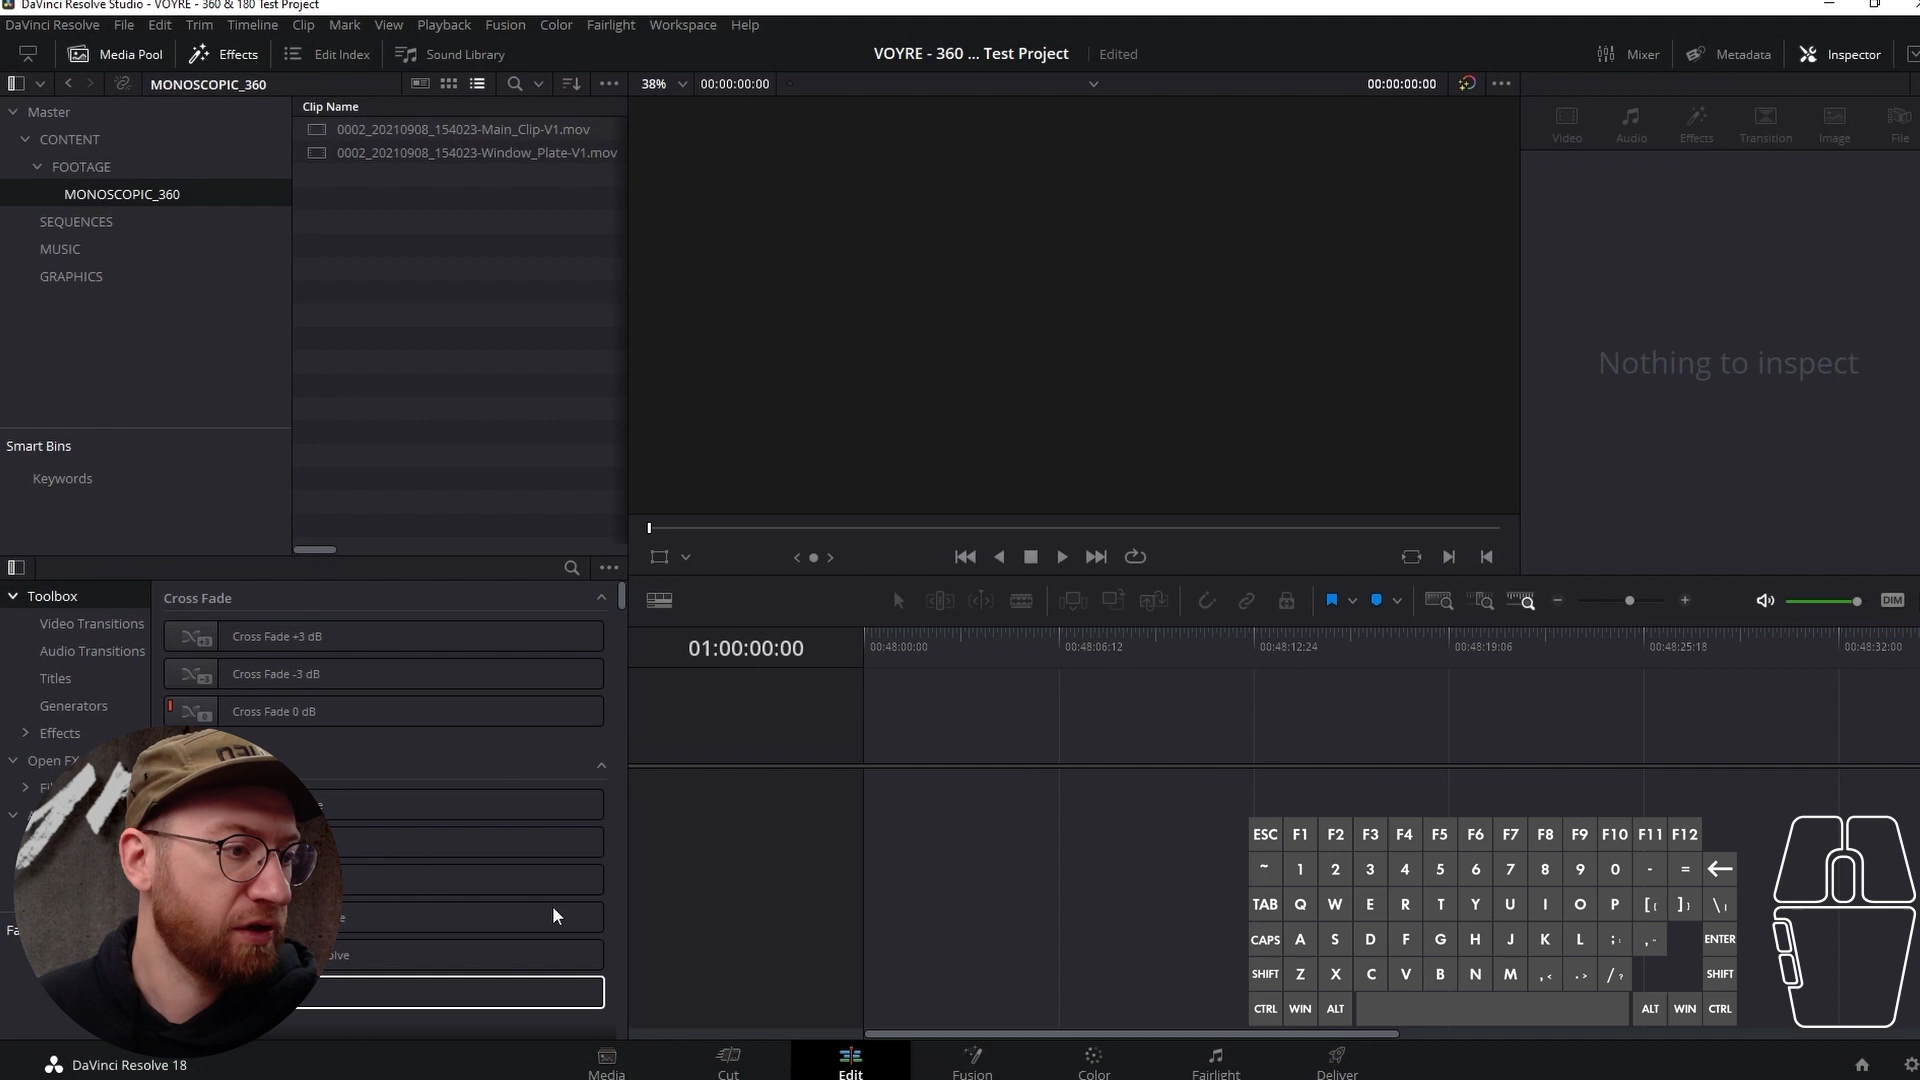 DaVinci Resolve Studio - VOYRE - 360 & 180 Test Project
DaVinci Resolve File Edit Trim Timeline Clip Mark View Playback Fusion Color Fairlight Workspace Help
Media Pool Effects Edit Index Sound Library VOYRE - 360 ... Test Project Edited Mixer Metadata Inspector
MONOSCOPIC_360 38% 00:00:00:00 00:00:00:00
Master
CONTENT
FOOTAGE
MONOSCOPIC_360
SEQUENCES
MUSIC
GRAPHICS
Smart Bins
Keywords
Clip Name
0002_20210908_154023-Main_Clip-V1.mov
0002_20210908_154023-Window_Plate-V1.mov
Video Audio Effects Transition Image File
Nothing to inspect
Toolbox
Video Transitions
Audio Transitions
Titles
Generators
Effects
Open FX
Cross Fade
Cross Fade +3 dB
Cross Fade -3 dB
Cross Fade 0 dB
DIM
01:00:00:00 00:48:00:00 00:48:06:12 00:48:12:24 00:48:19:06 00:48:25:18 00:48:32:00
ESC F1 F2 F3 F4 F5 F6 F7 F8 F9 F10 F11 F12
~ 1 2 3 4 5 6 7 8 9 0 - =
TAB Q W E R T Y U I O P [{ ]} \|
CAPS A S D F G H J K L ;: ENTER
SHIFT Z X C V B N M ,< .> /? SHIFT
CTRL WIN ALT ALT WIN CTRL
DaVinci Resolve 18
Media Cut Edit Fusion Color Fairlight Deliver